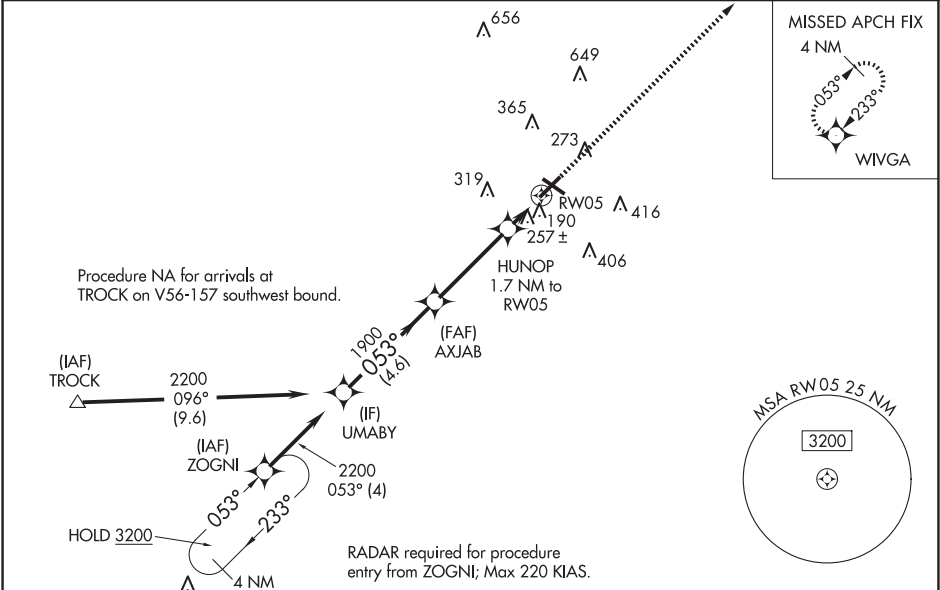 656
649
365
273
319
RW05
190
416
257 ±
406
HUNOP
1.7 NM to
RW05
MISSED APCH FIX
4 NM
053°
233°
WIVGA
Procedure NA for arrivals at
TROCK on V56-157 southwest bound.
(FAF)
AXJAB
1900
053°
(4.6)
(IAF)
TROCK
2200
096°
(9.6)
(IF)
UMABY
(IAF)
ZOGNI
2200
053° (4)
053°
233°
HOLD 3200
4 NM
RADAR required for procedure
entry from ZOGNI; Max 220 KIAS.
MSA RW05 25 NM
3200